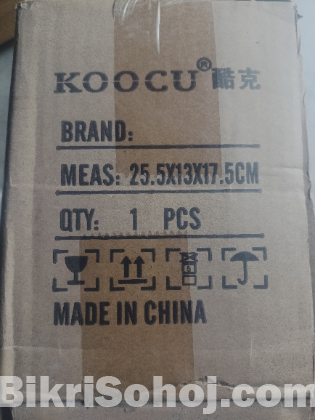 KOOCU® 酷克
BRAND:
MEAS: 25.5X13X17.5CM
QTY: 1 PCS
MADE IN CHINA
BikriSohoj.com